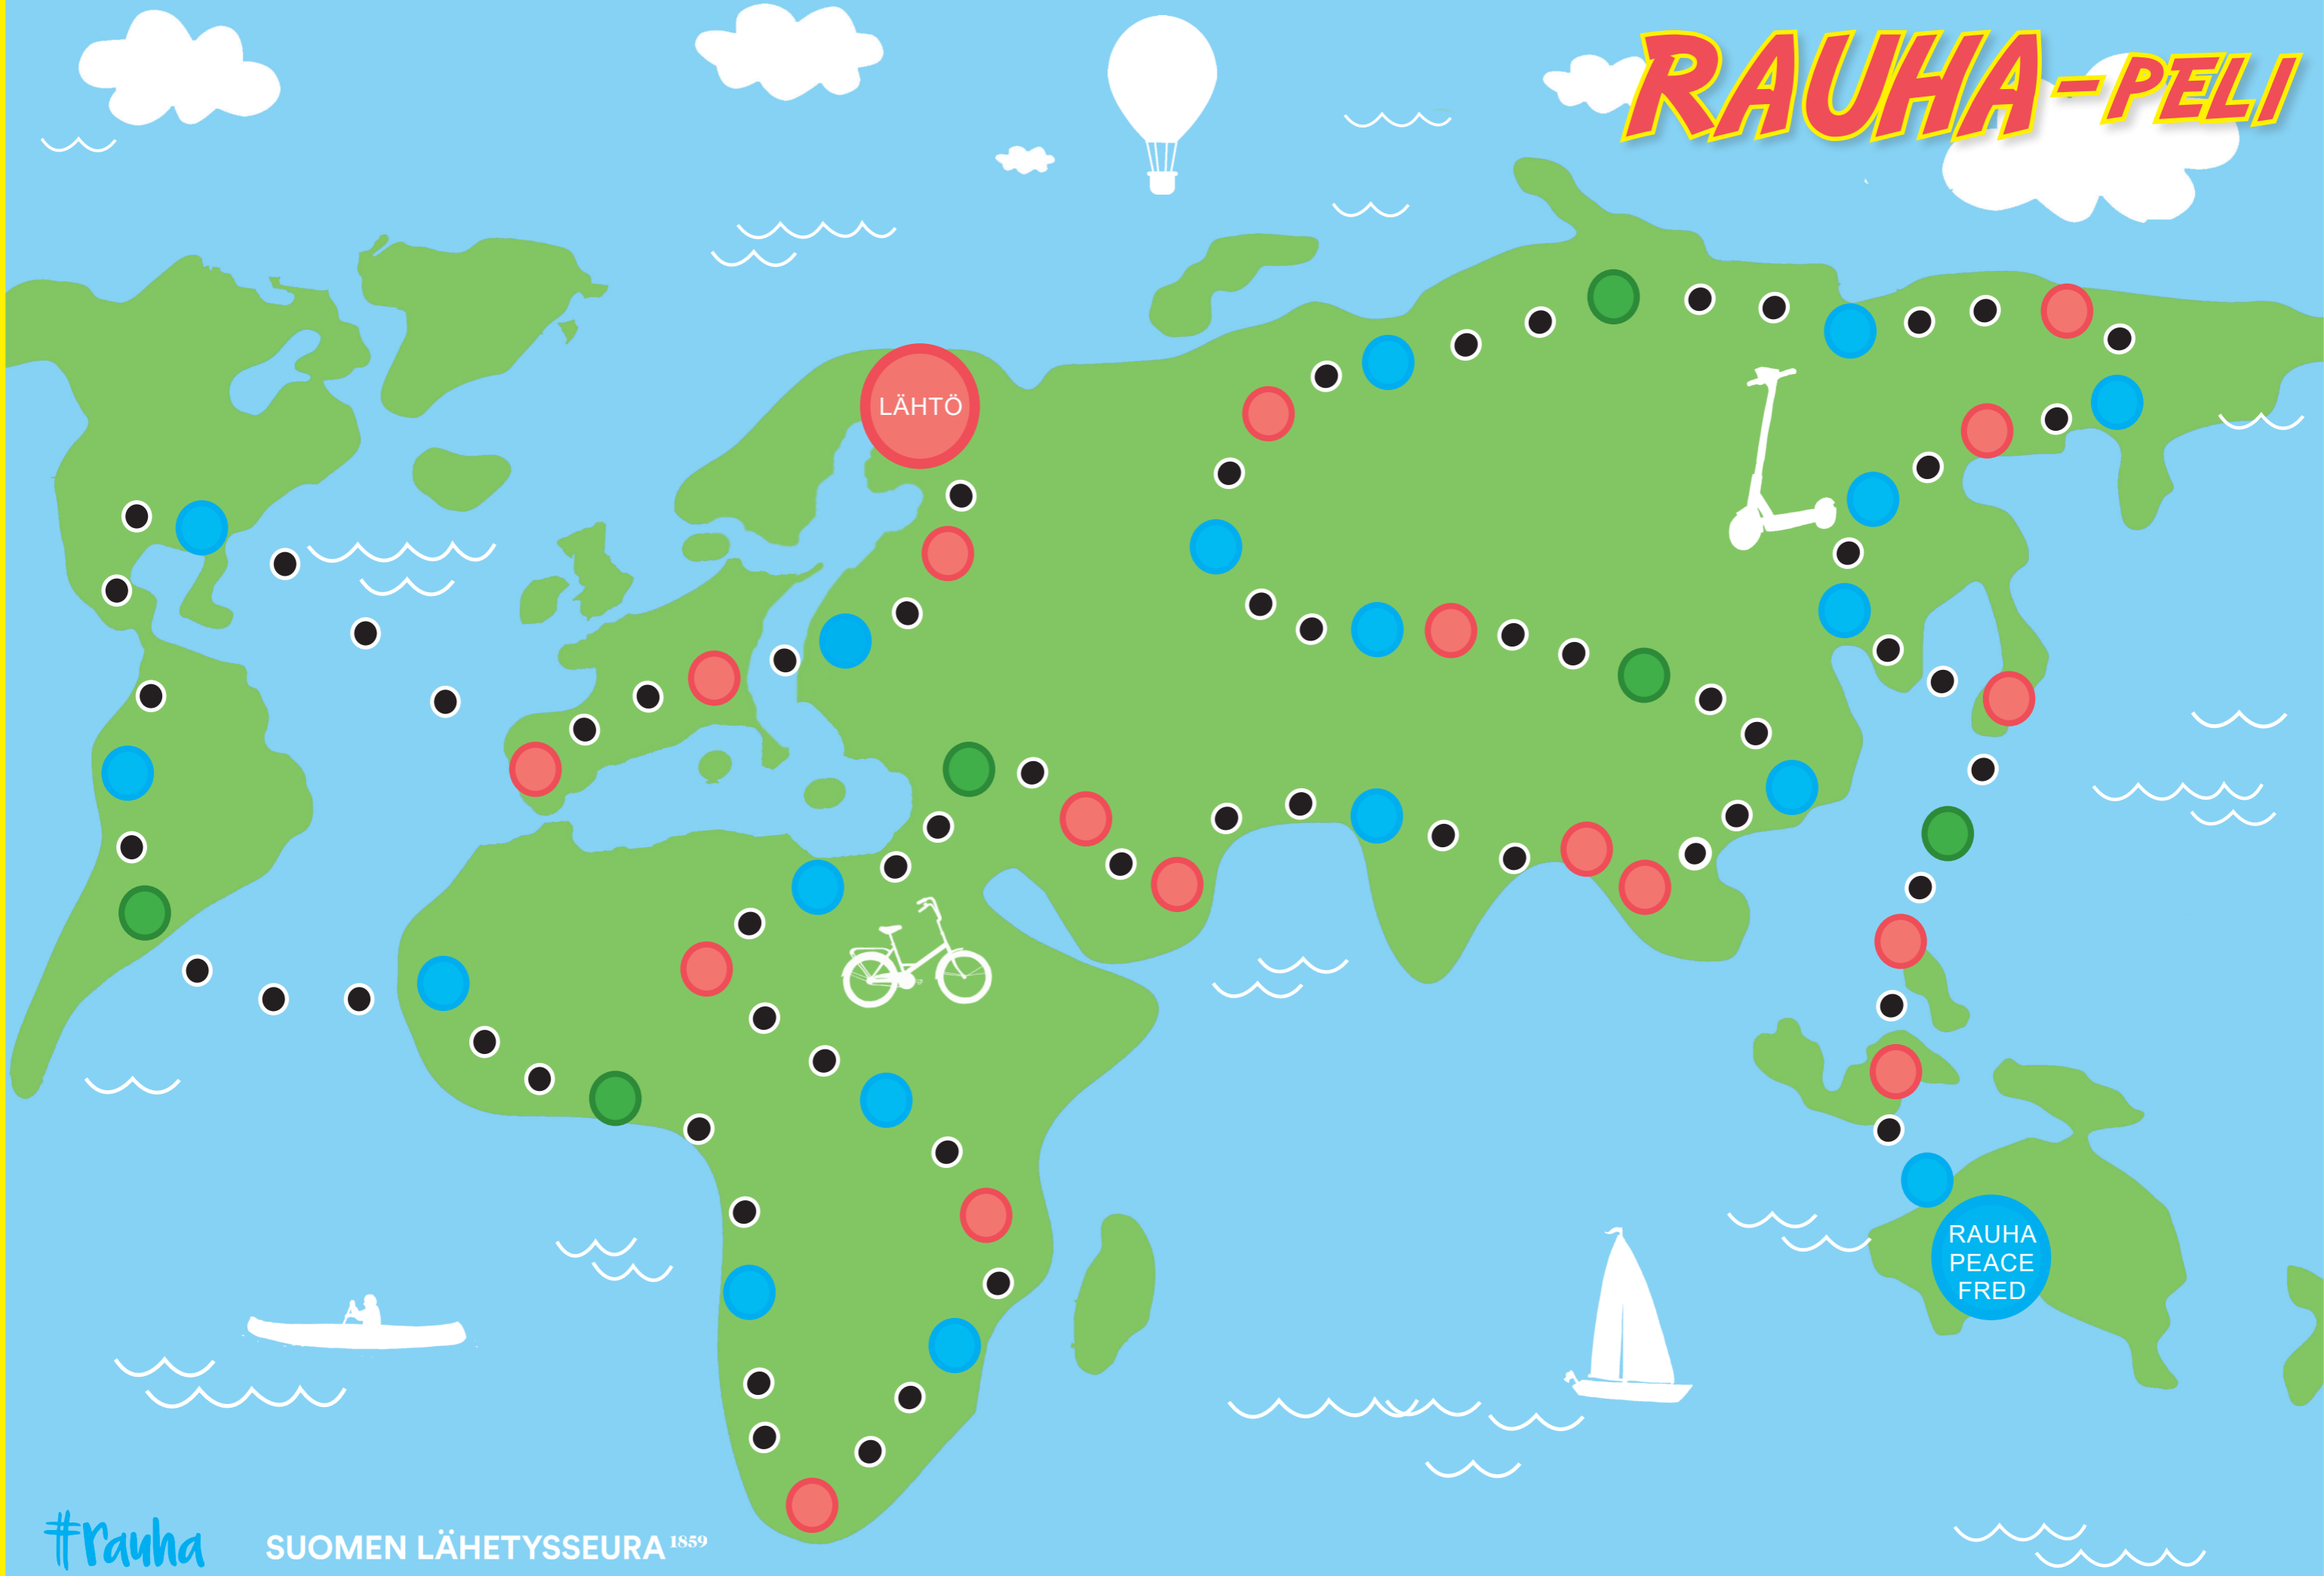 RAUHA-PELI
LÄHTÖ
RAUHA
PEACE
FRED
#rauha
SUOMEN LÄHETYSSEURA 1859